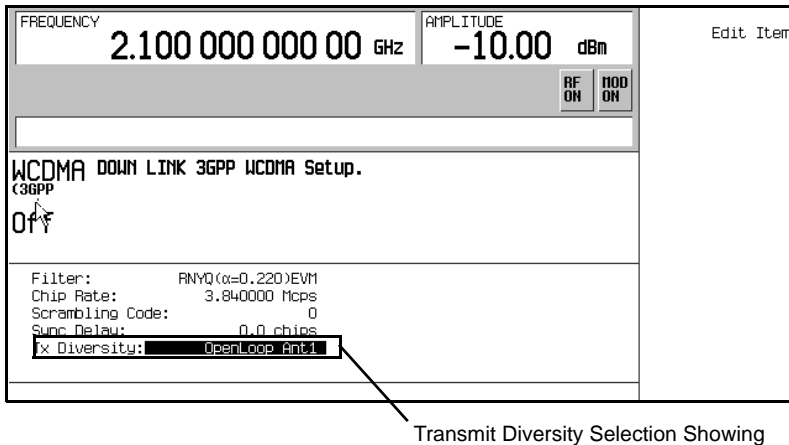 FREQUENCY
2.100 000 000 00 GHz
AMPLITUDE
-10.00 dBm
Edit Item
RF ON
MOD ON
WCDMA DOWN LINK 3GPP WCDMA Setup.
(3GPP
Off
Filter: RNYQ(α=0.220)EVM
Chip Rate: 3.840000 Mcps
Scrambling Code: 0
Sync Delay: 0.0 chips
Tx Diversity: OpenLoop Ant1
Transmit Diversity Selection Showing